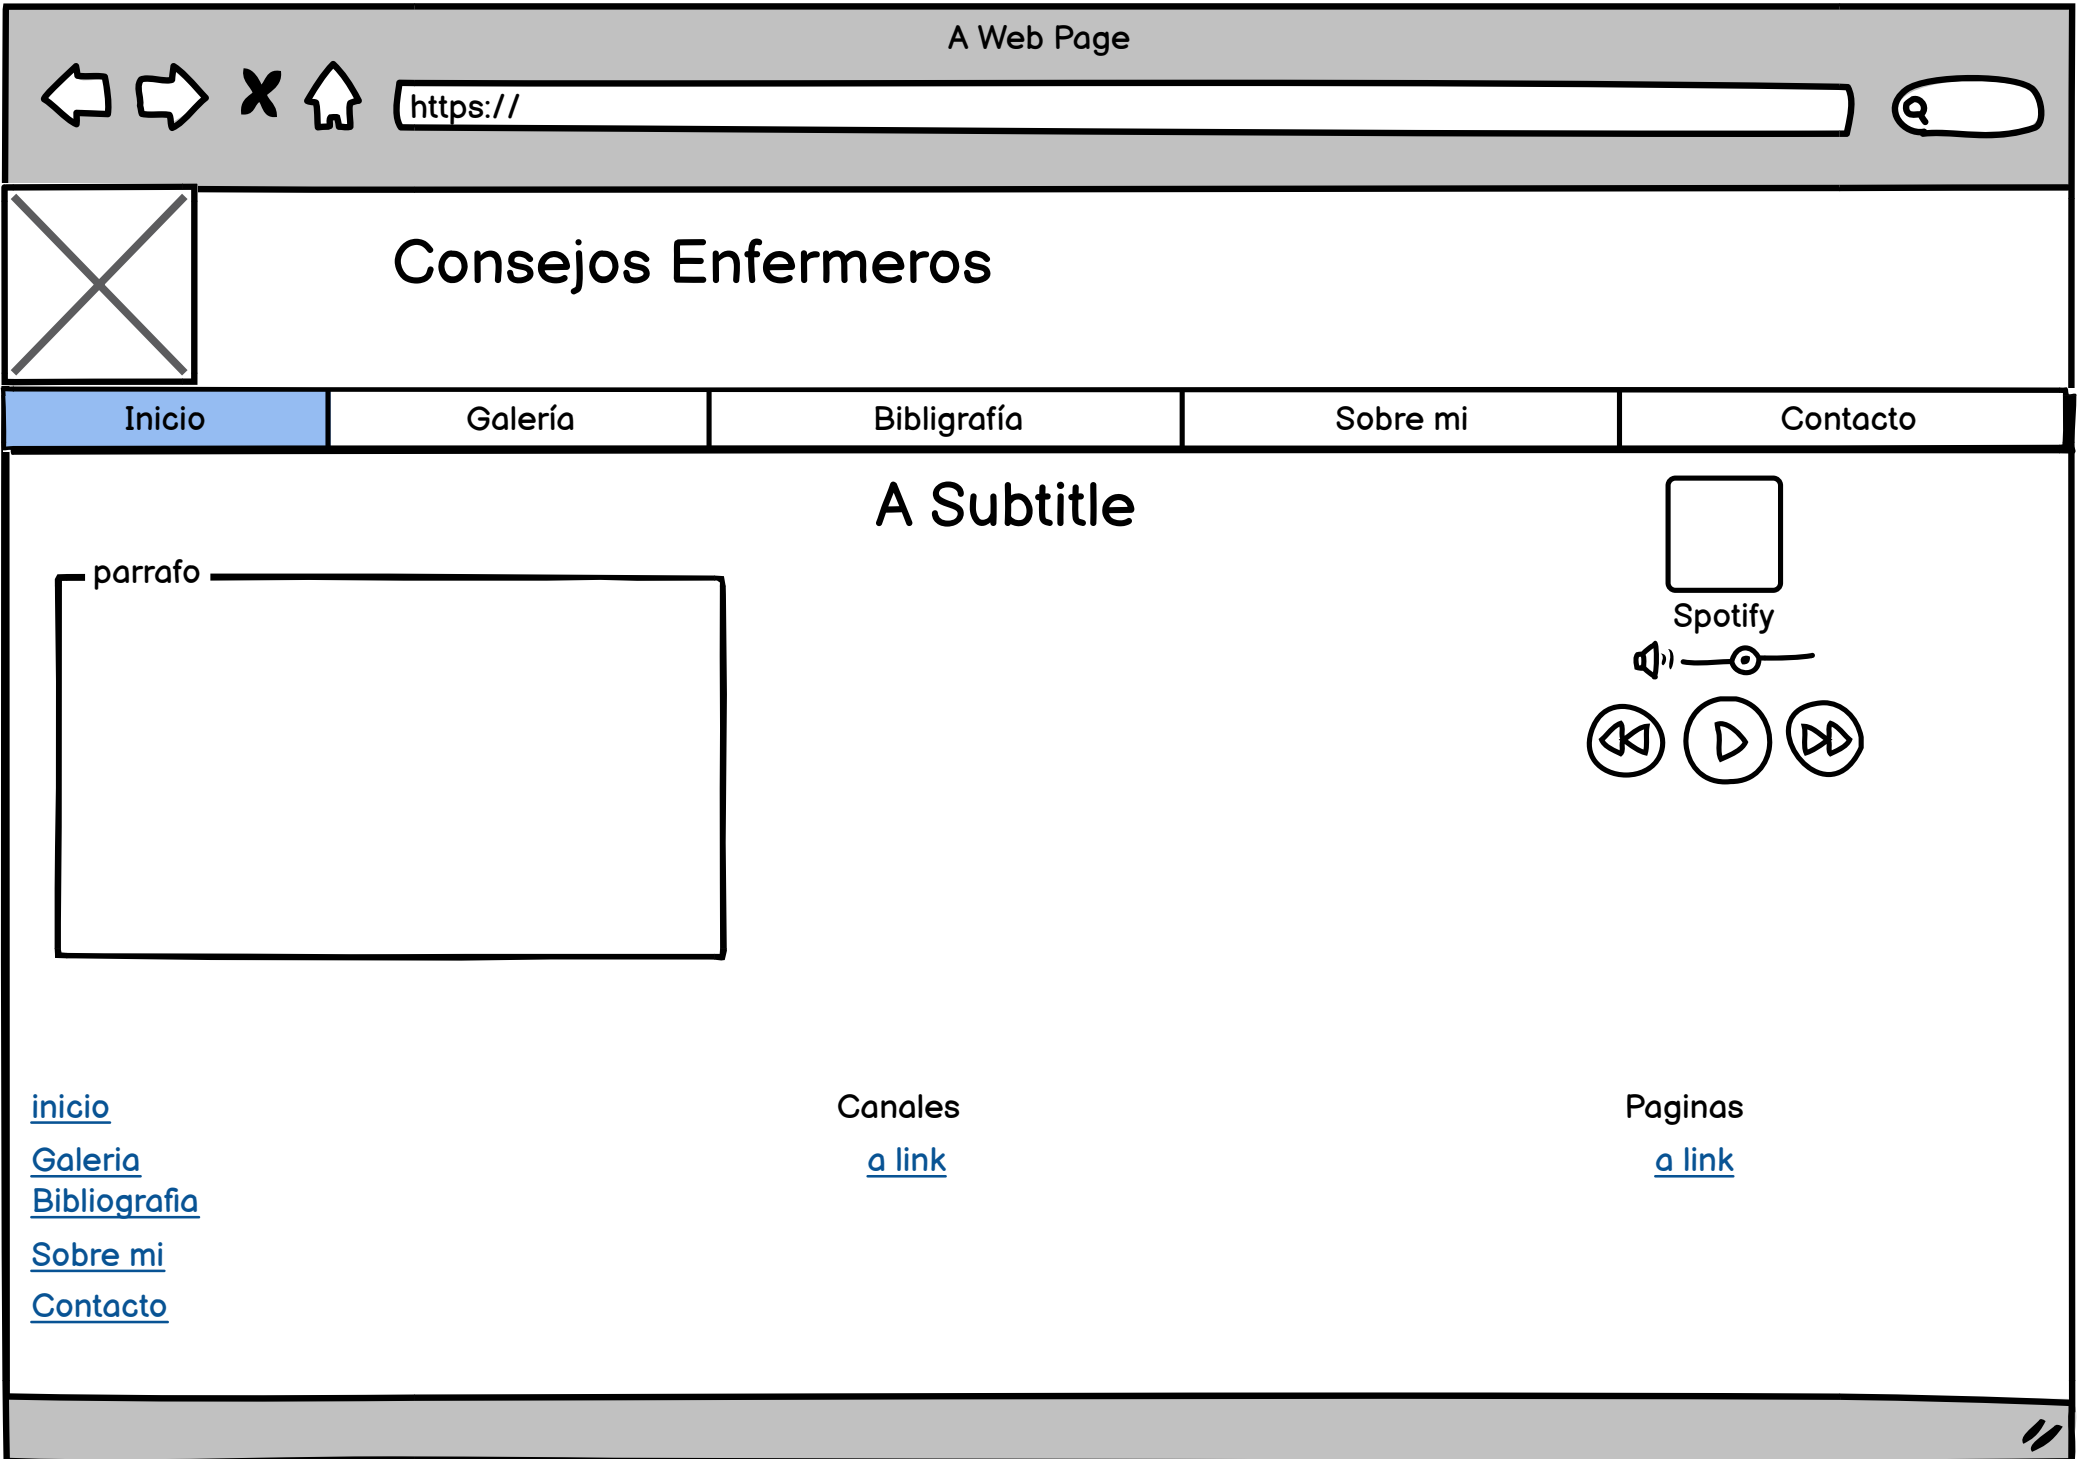 A Web Page
https://
Consejos Enfermeros
Inicio Galería Bibligrafía Sobre mi Contacto
A Subtitle
parrafo
Spotify
inicio Canales Paginas
Galeria a link a link
Bibliografia
Sobre mi
Contacto